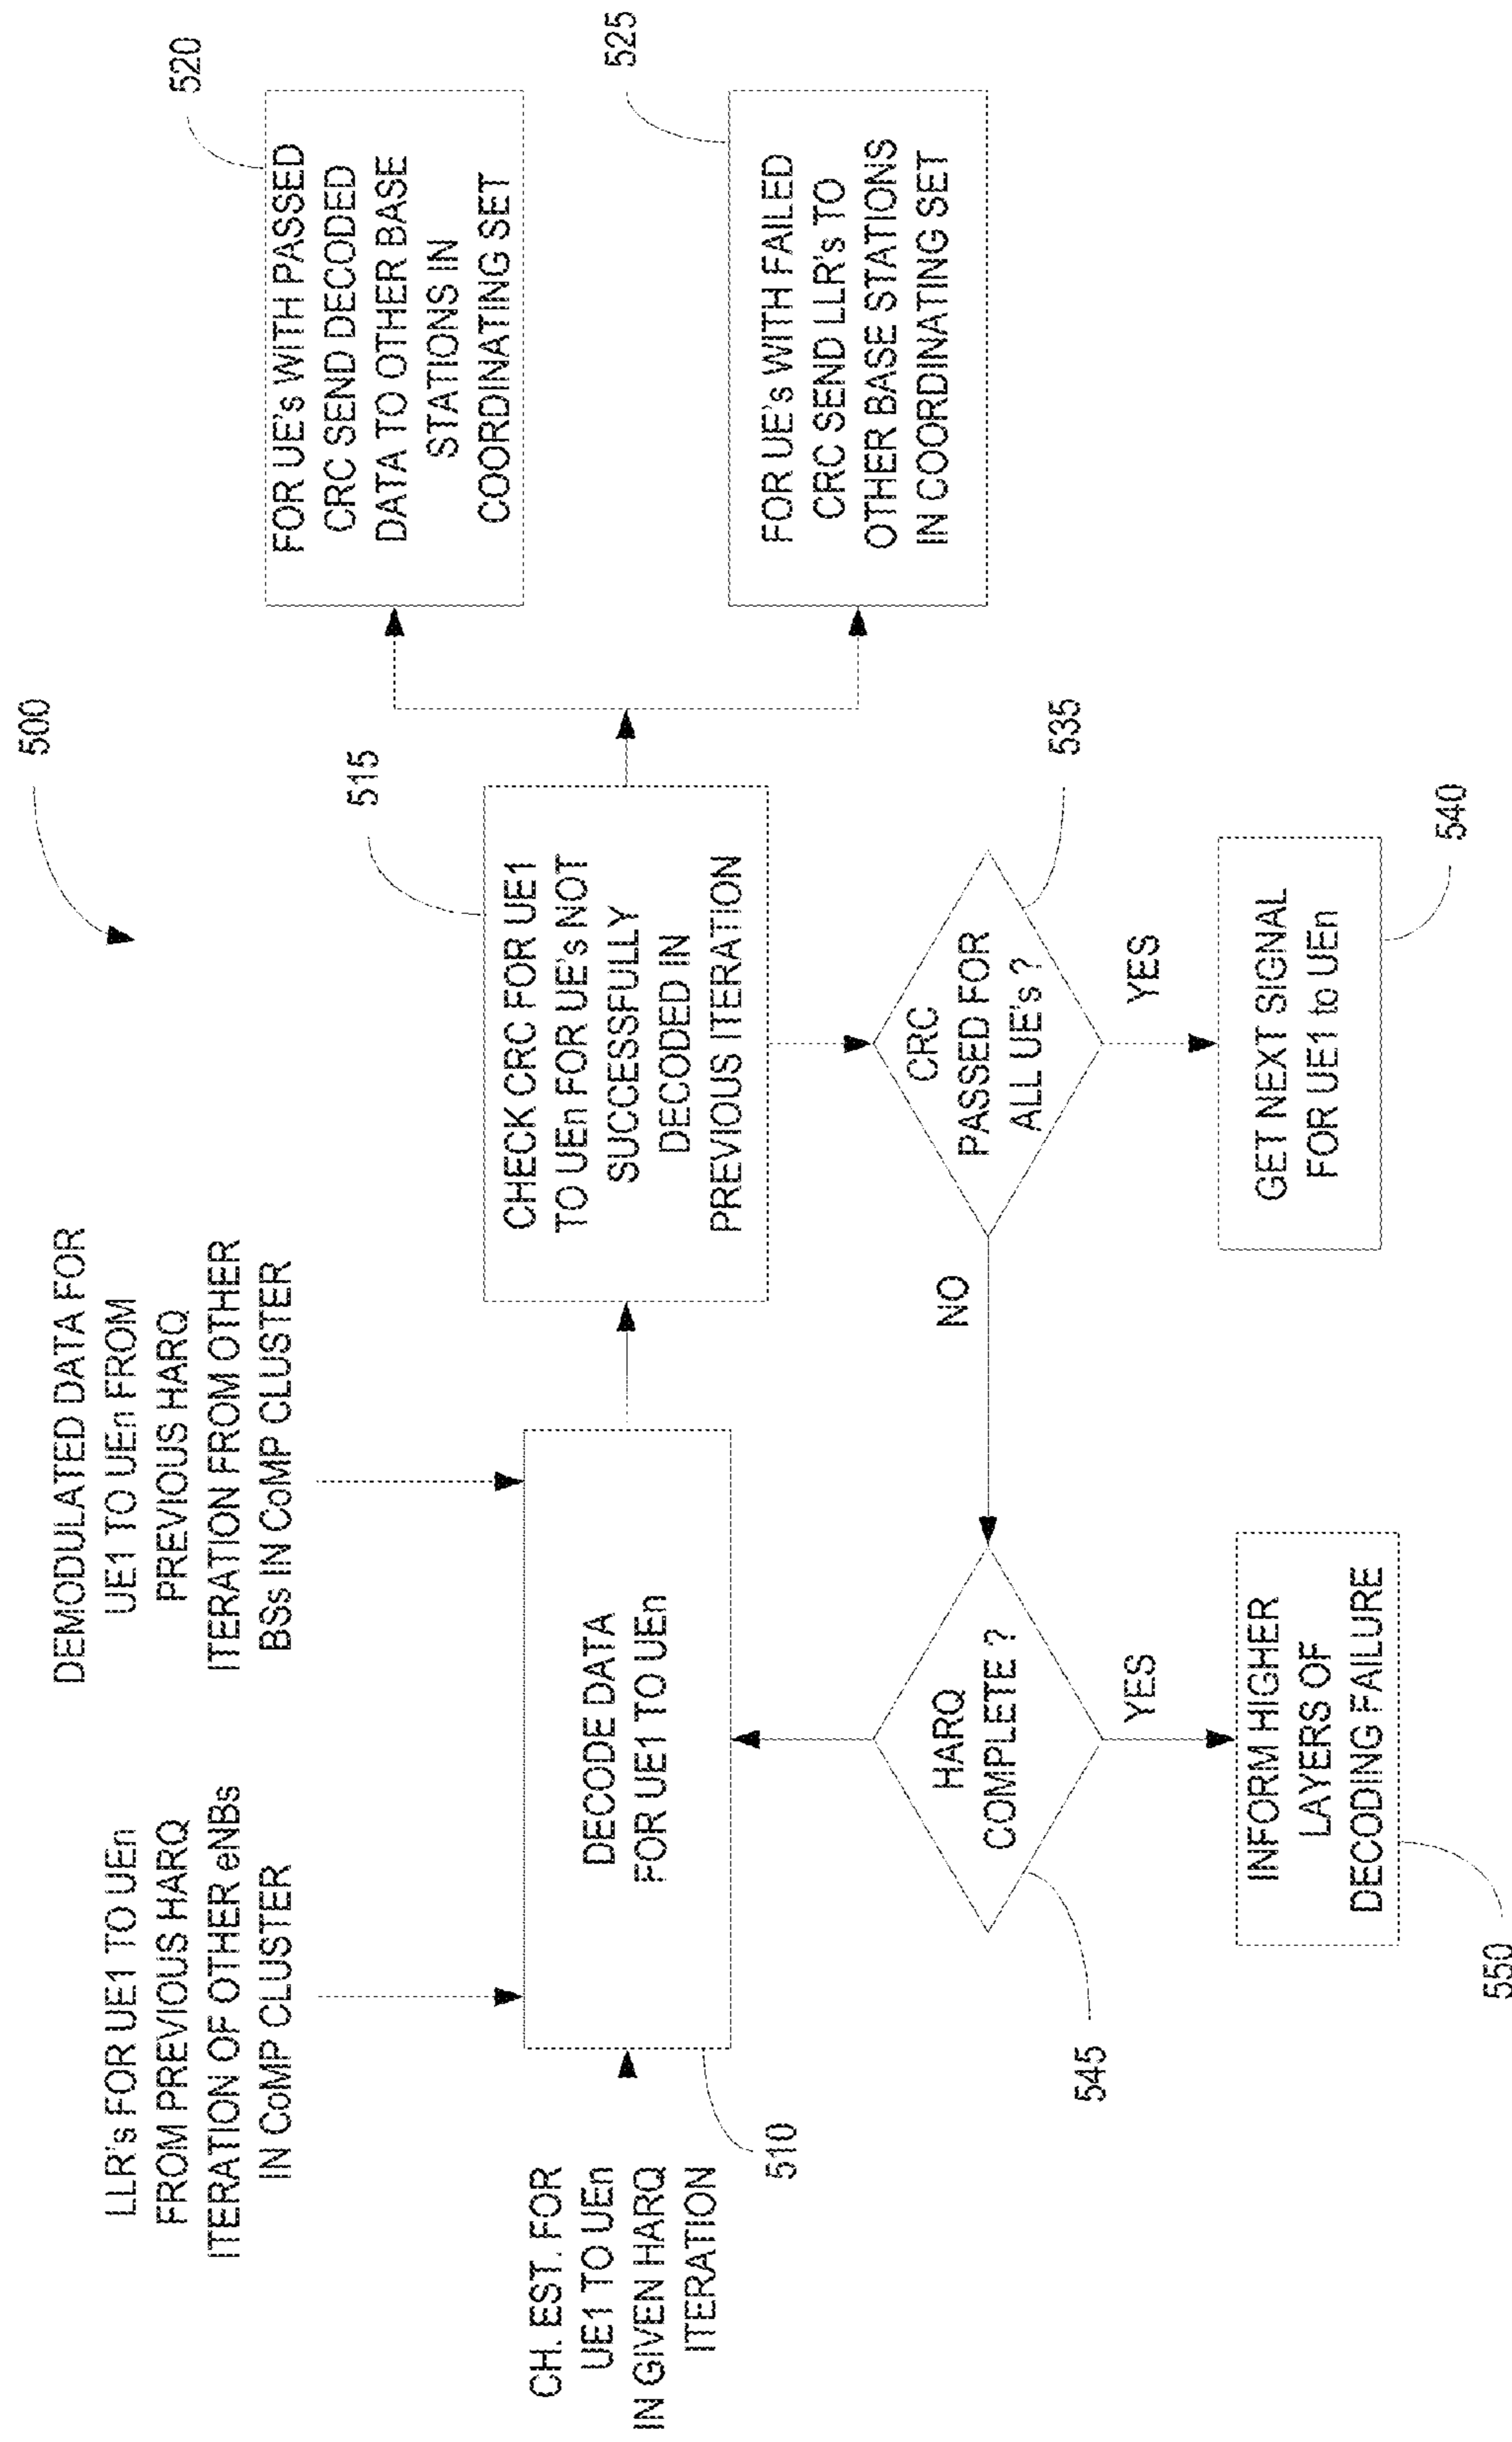 500
LLR's FOR UE1 TO UEn
FROM PREVIOUS HARQ
ITERATION OF OTHER eNBs
IN CoMP CLUSTER
DEMODULATED DATA FOR
UE1 TO UEn FROM
PREVIOUS HARQ
ITERATION FROM OTHER
BSs IN CoMP CLUSTER
CH. EST. FOR
UE1 TO UEn
IN GIVEN HARQ
ITERATION
510
DECODE DATA
FOR UE1 TO UEn
515
CHECK CRC FOR UE1
TO UEn FOR UE's NOT
SUCCESSFULLY
DECODED IN
PREVIOUS ITERATION
520
FOR UE's WITH PASSED
CRC SEND DECODED
DATA TO OTHER BASE
STATIONS IN
COORDINATING SET
525
FOR UE's WITH FAILED
CRC SEND LLR's TO
OTHER BASE STATIONS
IN COORDINATING SET
535
CRC
PASSED FOR
ALL UE's ?
NO
YES
540
GET NEXT SIGNAL
FOR UE1 to UEn
545
HARQ
COMPLETE ?
YES
550
INFORM HIGHER
LAYERS OF
DECODING FAILURE